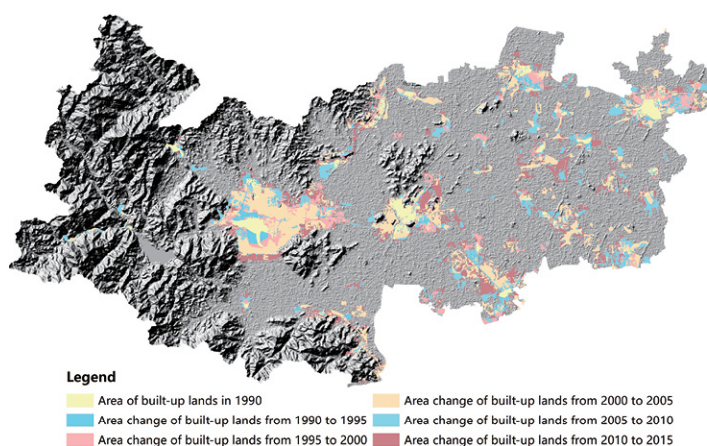 Legend
Area of built-up lands in 1990
Area change of built-up lands from 1990 to 1995
Area change of built-up lands from 1995 to 2000
Area change of built-up lands from 2000 to 2005
Area change of built-up lands from 2005 to 2010
Area change of built-up lands from 2010 to 2015